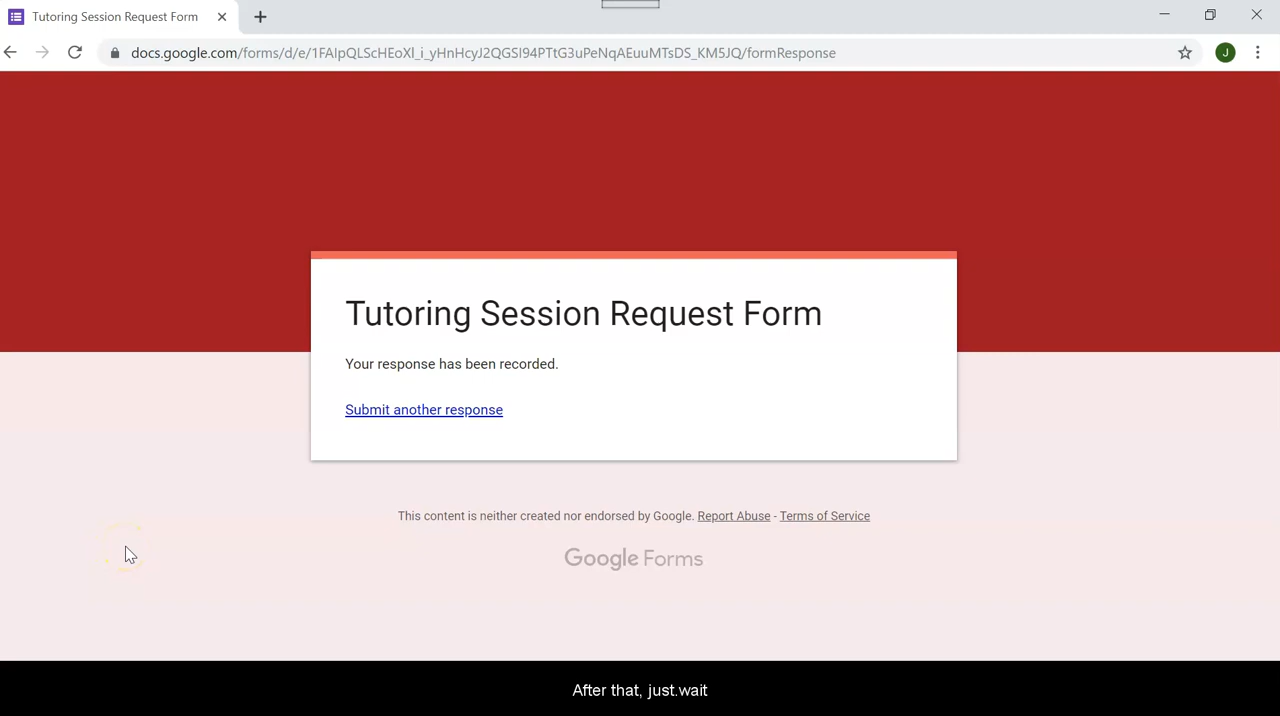 Tutoring Session Request Form
docs.google.com/forms/d/e/1FAIpQLScHEoXl_i_yHnHcyJ2QGSI94PTtG3uPeNqAEuuMTsDS_KM5JQ/formResponse
J
Tutoring Session Request Form
Your response has been recorded.
Submit another response
This content is neither created nor endorsed by Google. Report Abuse - Terms of Service
Google Forms
After that, just.wait